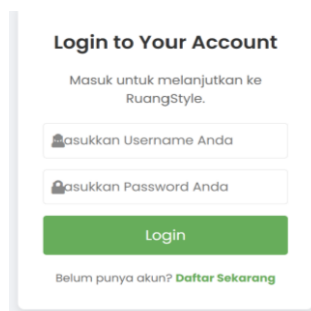 Login to Your Account
Masuk untuk melanjutkan ke
RuangStyle.
asukkan Username Anda
asukkan Password Anda
Login
Belum punya akun? Daftar Sekarang